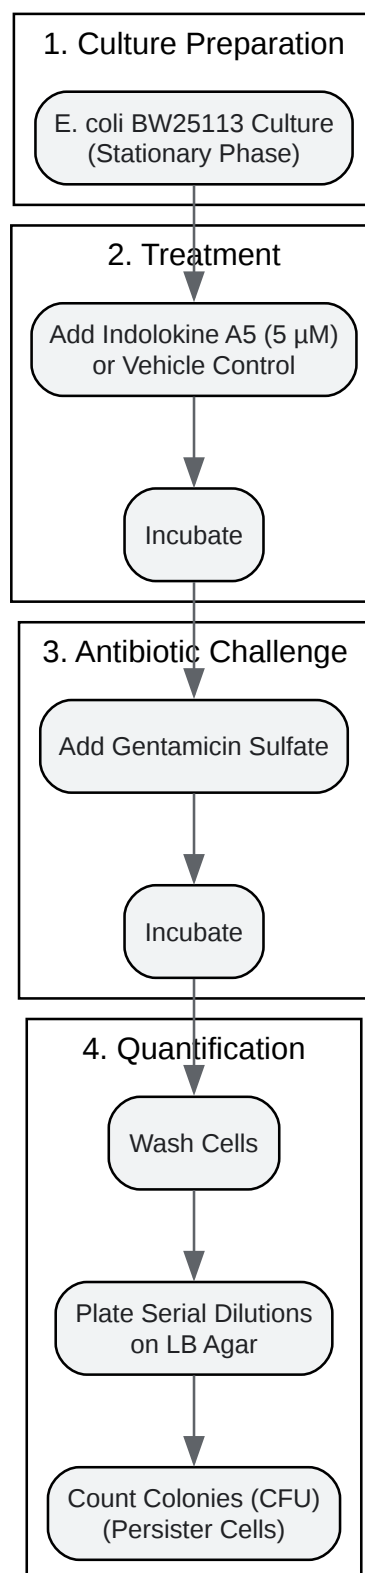 1. Culture Preparation
E. coli BW25113 Culture
(Stationary Phase)
2. Treatment
Add Indolokine A5 (5 µM)
or Vehicle Control
Incubate
3. Antibiotic Challenge
Add Gentamicin Sulfate
Incubate
4. Quantification
Wash Cells
Plate Serial Dilutions
on LB Agar
Count Colonies (CFU)
(Persister Cells)